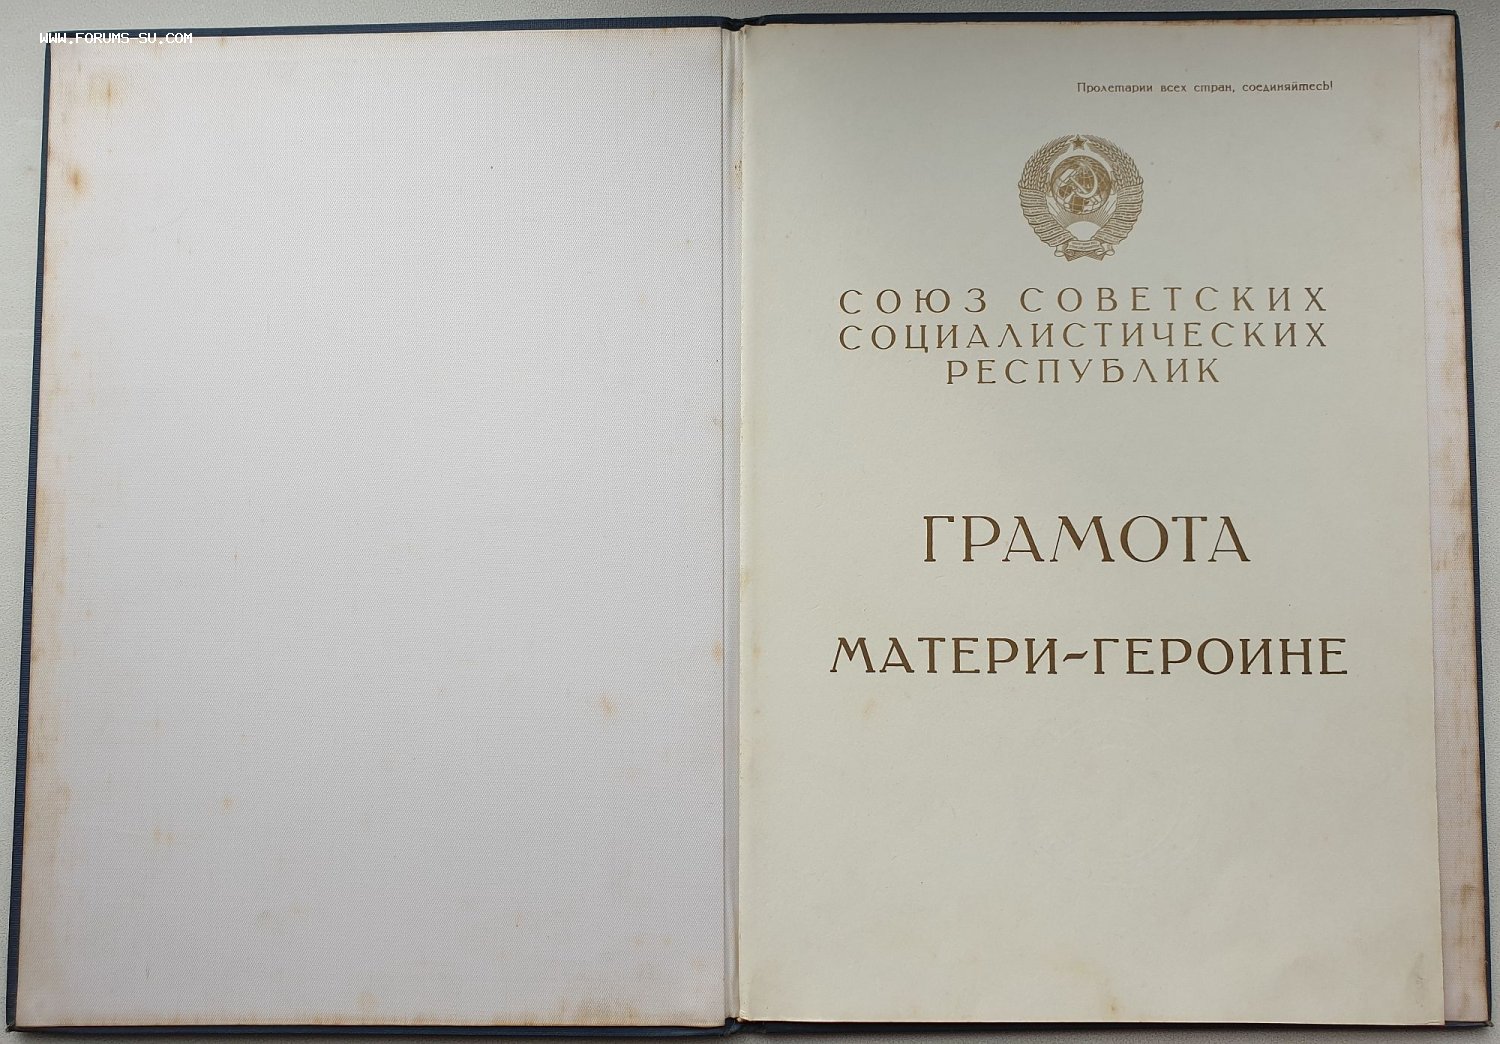 WWW.FORUMS-SU.COM
Пролетарии всех стран, соединяйтесь!
СОЮЗ СОВЕТСКИХ
СОЦИАЛИСТИЧЕСКИХ
РЕСПУБЛИК
ГРАМОТА
МАТЕРИ-ГЕРОИНЕ